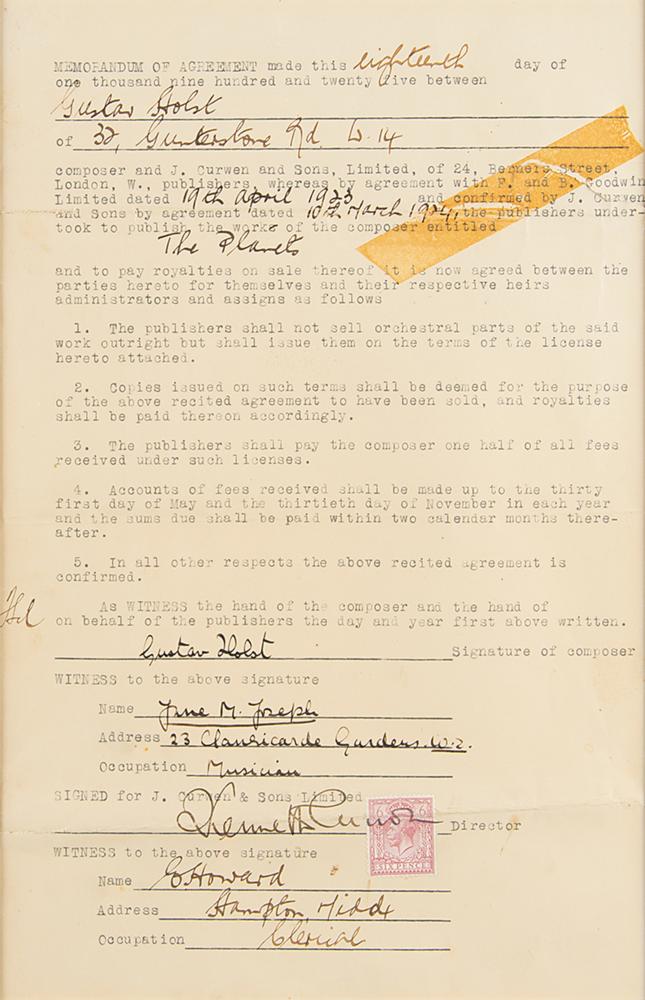 MEMORANDUM OF AGREEMENT made this eighteenth day of
one thousand nine hundred and twenty five between
Gustav Holst
of 32, Gunterstone Rd. W. 14
composer and J. Curwen and Sons, Limited, of 24, Berners Street,
London, W., publishers, whereas by agreement with F. and B. Goodwin
Limited dated 19th April 1923 and confirmed by J. Curwen
and Sons by agreement dated 10th March 1924, the publishers under-
took to publish the works of the composer entitled
The Planets
and to pay royalties on sale thereof it is now agreed between the
parties hereto for themselves and their respective heirs
administrators and assigns as follows
1. The publishers shall not sell orchestral parts of the said
work outright but shall issue them on the terms of the license
hereto attached.
2. Copies issued on such terms shall be deemed for the purpose
of the above recited agreement to have been sold, and royalties
shall be paid thereon accordingly.
3. The publishers shall pay the composer one half of all fees
received under such licenses.
4. Accounts of fees received shall be made up to the thirty
first day of May and the thirtieth day of November in each year
and the sums due shall be paid within two calendar months there-
after.
5. In all other respects the above recited agreement is
confirmed.
As WITNESS the hand of the composer and the hand of
on behalf of the publishers the day and year first above written.
Gustav Holst Signature of composer
WITNESS to the above signature
Name Jane M. Joseph
Address 23 Clanricarde Gardens. W.2.
Occupation Musician
SIGNED for J. Curwen & Sons Limited
Kenneth Curwen Director
6 6
SIX PENCE
WITNESS to the above signature
Name E Howard
Address Hampton, Middx
Occupation Clerical